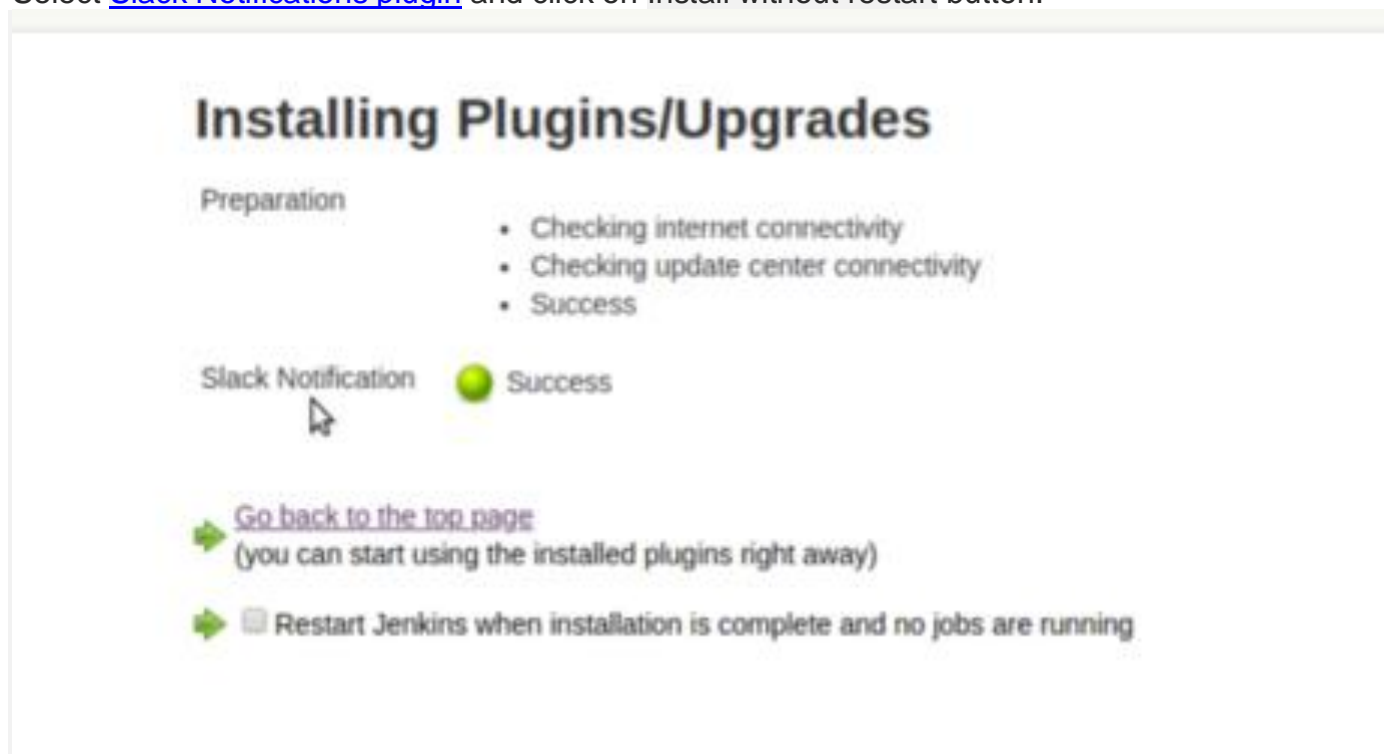 Select Slack Notifications plugin and click on Install without restart button.
Installing Plugins/Upgrades
Preparation
• Checking internet connectivity
• Checking update center connectivity
• Success
Slack Notification Success
Go back to the top page
(you can start using the installed plugins right away)
Restart Jenkins when installation is complete and no jobs are running